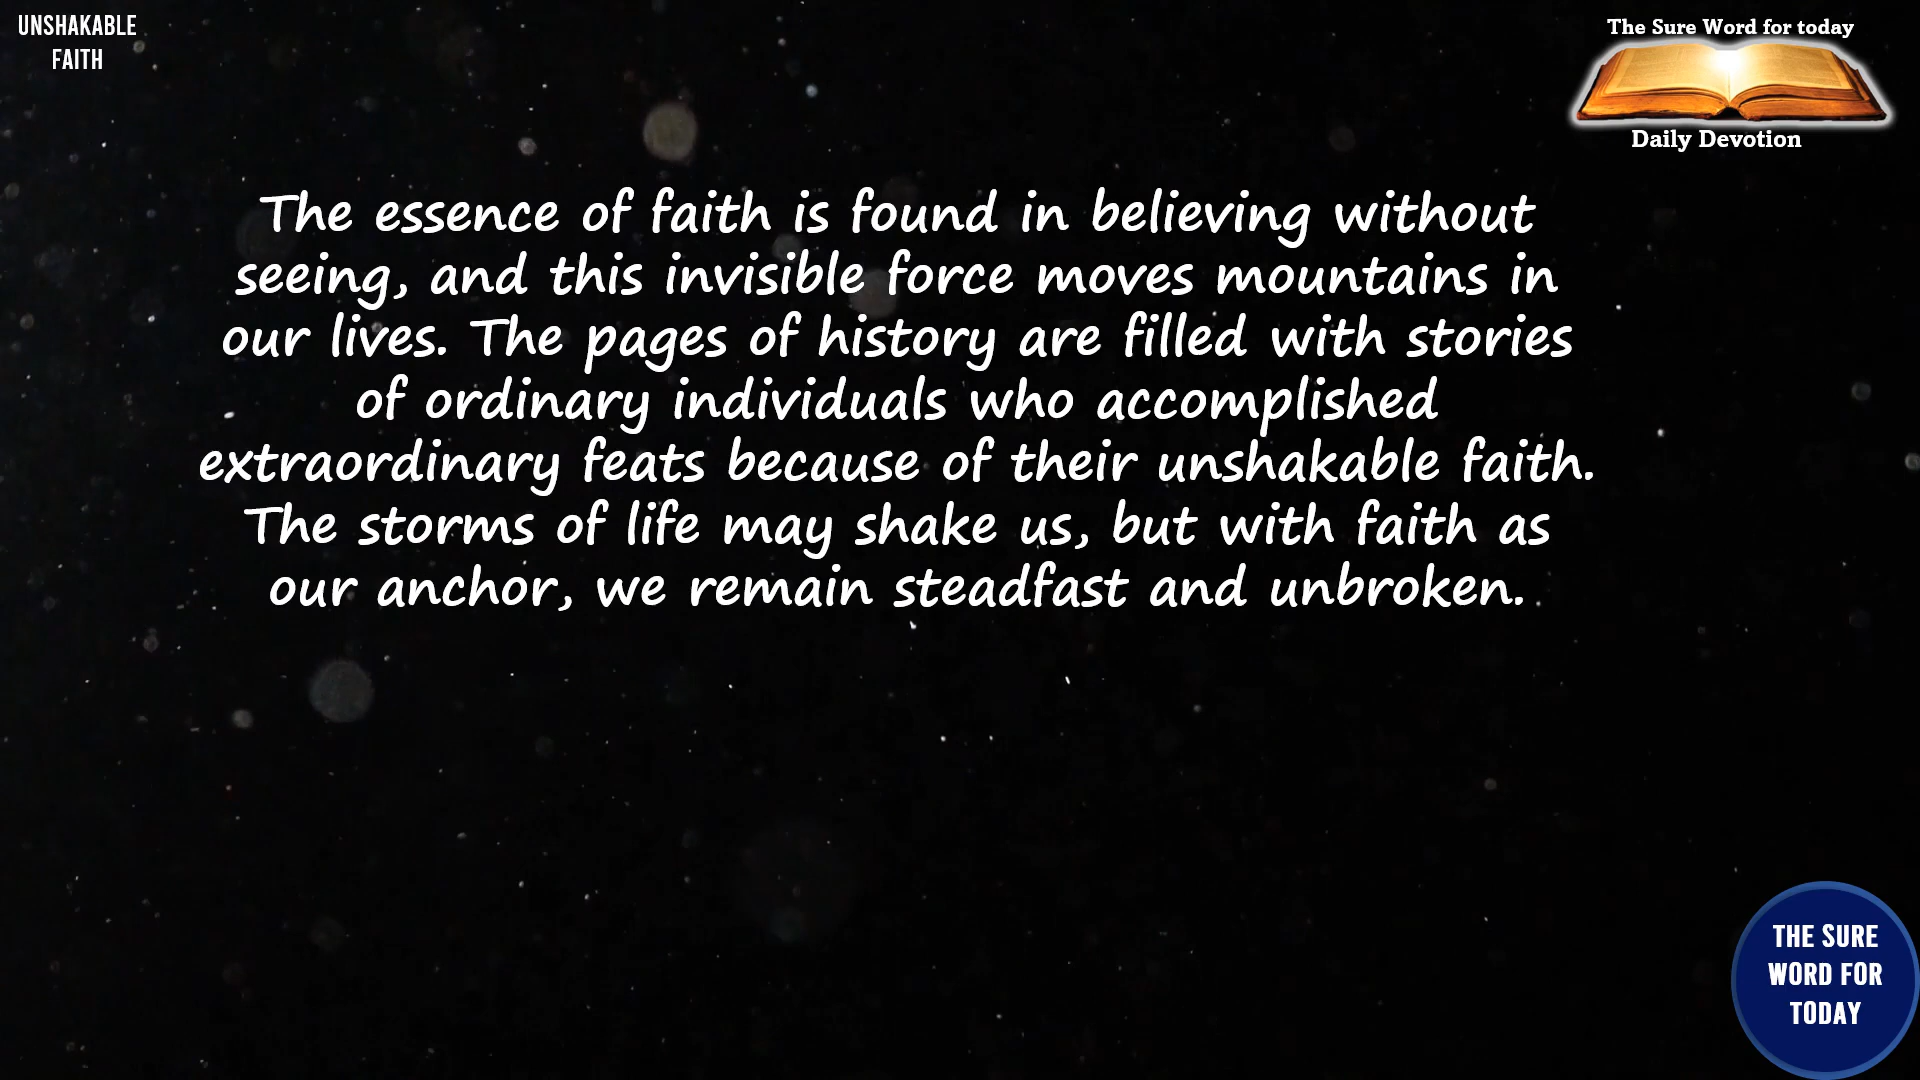 UNSHAKABLE
FAITH
The Sure Word for today
Daily Devotion
The essence of faith is found in believing without
seeing, and this invisible force moves mountains in
our lives. The pages of history are filled with stories
of ordinary individuals who accomplished
extraordinary feats because of their unshakable faith.
The storms of life may shake us, but with faith as
our anchor, we remain steadfast and unbroken.
THE SURE
WORD FOR
TODAY